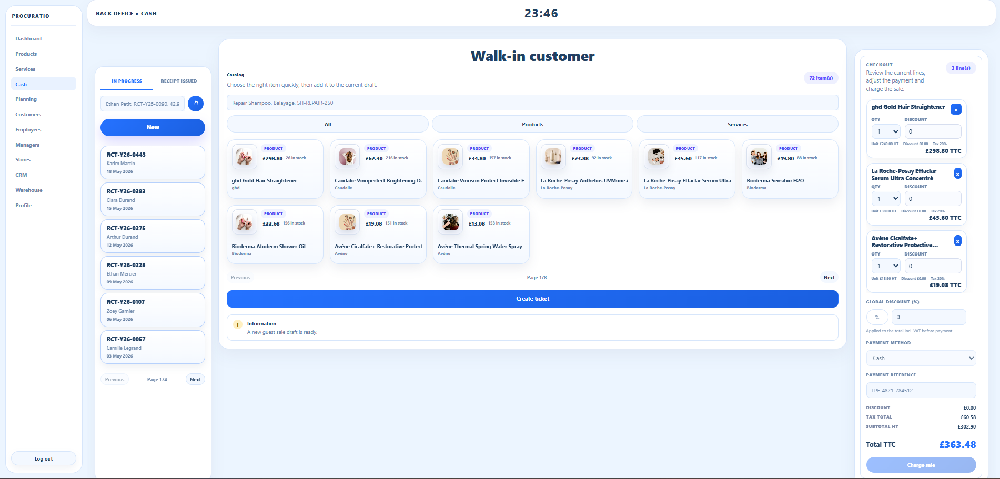 PROCURATIO
Dashboard
Products
Services
Cash
Planning
Customers
Employees
Managers
Stores
CRM
Warehouse
Profile
Log out
BACK OFFICE > CASH
23:46
IN PROGRESS
RECEIPT ISSUED
Ethan Petit, RCT-Y26-0090, 42.9
New
RCT-Y26-0443
Karim Martin
18 May 2026
RCT-Y26-0393
Clara Durand
15 May 2026
RCT-Y26-0275
Arthur Durand
12 May 2026
RCT-Y26-0225
Ethan Mercier
09 May 2026
RCT-Y26-0107
Zoey Garnier
06 May 2026
RCT-Y26-0057
Camille Legrand
03 May 2026
Previous
Page 1/4
Next
Walk-in customer
Catalog
Choose the right item quickly, then add it to the current draft.
72 item(s)
Repair Shampoo, Balayage, SH-REPAIR-250
All
Products
Services
PRODUCT
£298.80 26 in stock
ghd Gold Hair Straightener
ghd
PRODUCT
£62.40 216 in stock
Caudalie Vinoperfect Brightening Da
Caudalie
PRODUCT
£34.80 157 in stock
Caudalie Vinosun Protect Invisible H
Caudalie
PRODUCT
£23.88 92 in stock
La Roche-Posay Anthelios UVMune 4
La Roche-Posay
PRODUCT
£45.60 117 in stock
La Roche-Posay Effaclar Serum Ultra
La Roche-Posay
PRODUCT
£19.80 88 in stock
Bioderma Sensibio H2O
Bioderma
PRODUCT
£22.68 156 in stock
Bioderma Atoderm Shower Oil
Bioderma
PRODUCT
£19.08 151 in stock
Avène Cicalfate+ Restorative Protect
Avène
PRODUCT
£13.08 153 in stock
Avène Thermal Spring Water Spray
Avène
Previous
Page 1/8
Next
Create ticket
i
Information
A new guest sale draft is ready.
CHECKOUT
Review the current lines,
adjust the payment and
charge the sale.
3 line(s)
ghd Gold Hair Straightener
x
QTY DISCOUNT
1 0
Unit £249.00 HT Discount £0.00 Tax 20%
£298.80 TTC
La Roche-Posay Effaclar
Serum Ultra Concentré
x
QTY DISCOUNT
1 0
Unit £38.00 HT Discount £0.00 Tax 20%
£45.60 TTC
Avène Cicalfate+
Restorative Protective...
x
QTY DISCOUNT
1 0
Unit £15.90 HT Discount £0.00 Tax 20%
£19.08 TTC
GLOBAL DISCOUNT (%)
% 0
Applied to the total incl. VAT before payment.
PAYMENT METHOD
Cash
PAYMENT REFERENCE
TPE-4821-784512
DISCOUNT £0.00
TAX TOTAL £60.58
SUBTOTAL HT £302.90
Total TTC £363.48
Charge sale